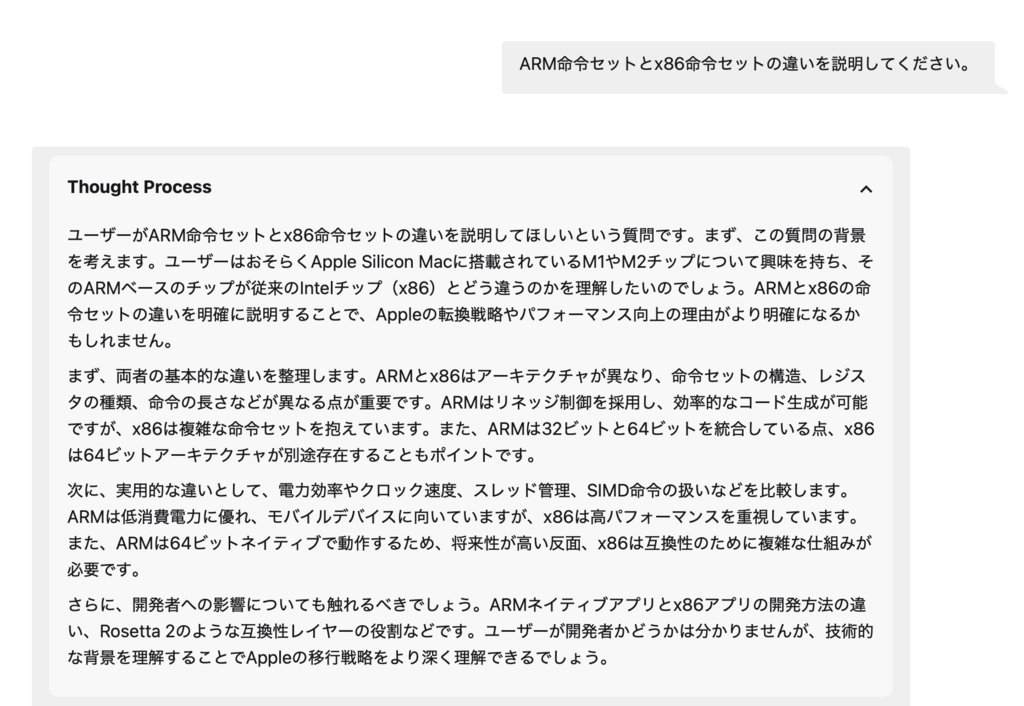 ARM命令セットとx86命令セットの違いを説明してください。
Thought Process
ユーザーがARM命令セットとx86命令セットの違いを説明してほしいという質問です。まず、この質問の背景
を考えます。ユーザーはおそらくApple Silicon Macに搭載されているM1やM2チップについて興味を持ち、そ
のARMベースのチップが従来のIntelチップ（x86）とどう違うのかを理解したいのでしょう。ARMとx86の命
令セットの違いを明確に説明することで、Appleの転換戦略やパフォーマンス向上の理由がより明確になるか
もしれません。
まず、両者の基本的な違いを整理します。ARMとx86はアーキテクチャが異なり、命令セットの構造、レジス
タの種類、命令の長さなどが異なる点が重要です。ARMはリネッジ制御を採用し、効率的なコード生成が可能
ですが、x86は複雑な命令セットを抱えています。また、ARMは32ビットと64ビットを統合している点、x86
は64ビットアーキテクチャが別途存在することもポイントです。
次に、実用的な違いとして、電力効率やクロック速度、スレッド管理、SIMD命令の扱いなどを比較します。
ARMは低消費電力に優れ、モバイルデバイスに向いていますが、x86は高パフォーマンスを重視しています。
また、ARMは64ビットネイティブで動作するため、将来性が高い反面、x86は互換性のために複雑な仕組みが
必要です。
さらに、開発者への影響についても触れるべきでしょう。ARMネイティブアプリとx86アプリの開発方法の違
い、Rosetta 2のような互換性レイヤーの役割などです。ユーザーが開発者かどうかは分かりませんが、技術的
な背景を理解することでAppleの移行戦略をより深く理解できるでしょう。